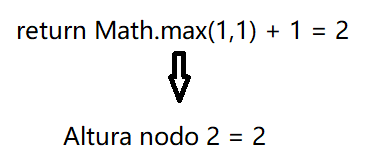 return Math.max(1,1) + 1 = 2
Altura nodo 2 = 2